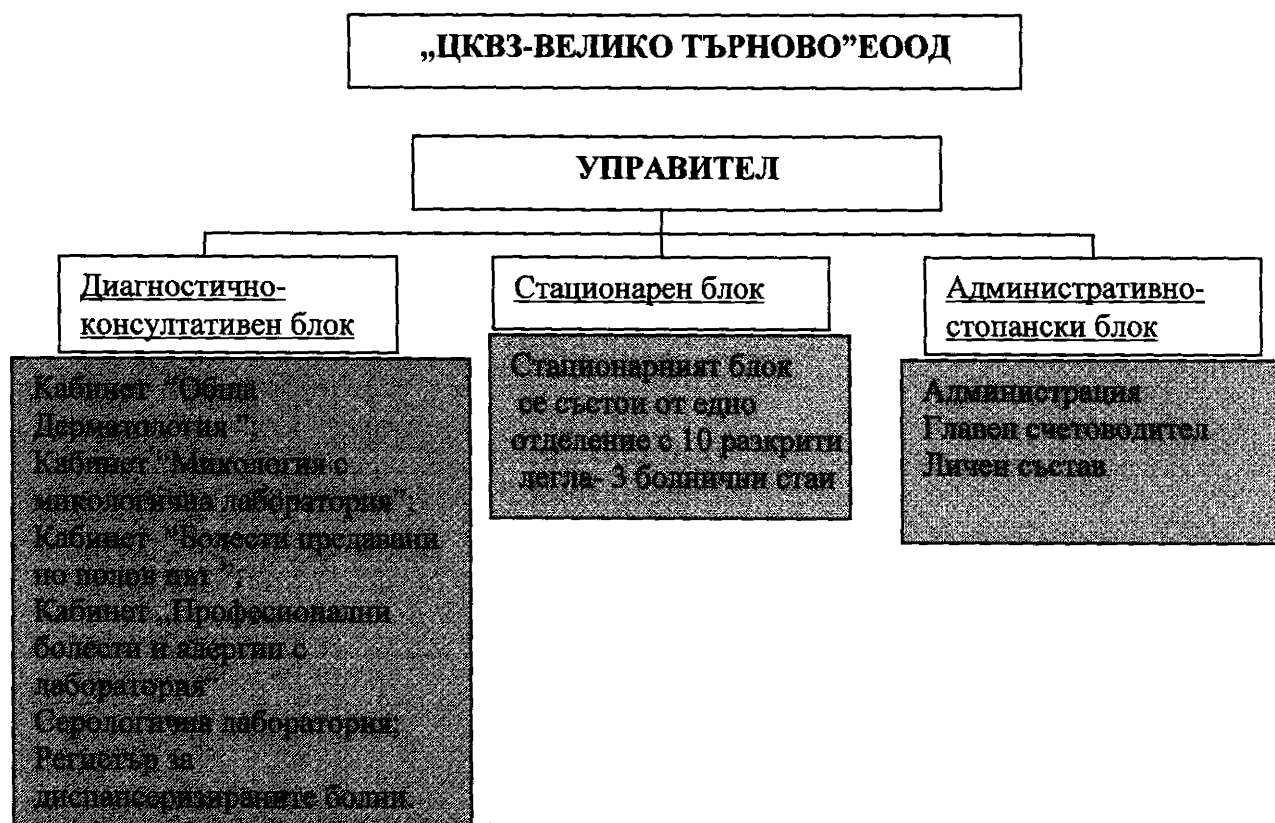 „ЦКВЗ-ВЕЛИКО ТЪРНОВО”ЕООД
УПРАВИТЕЛ
Диагностично-
консултативен блок
Кабинет “Обща
Дерматология ”;
Кабинет “Микология с
микологична лаборатория”;
Кабинет “Болести предавани
по полов път ”;
Кабинет „Професионални
болести и алергии с
лаборатория“
Серологична лаборатория;
Регистър за
диспансеризираните болни.
Стационарен блок
Стационарният блок
се състои от едно
отделение с 10 разкрити
легла- 3 болнични стаи
Административно-
стопански блок
Администрация
Главен счетоводител
Личен състав